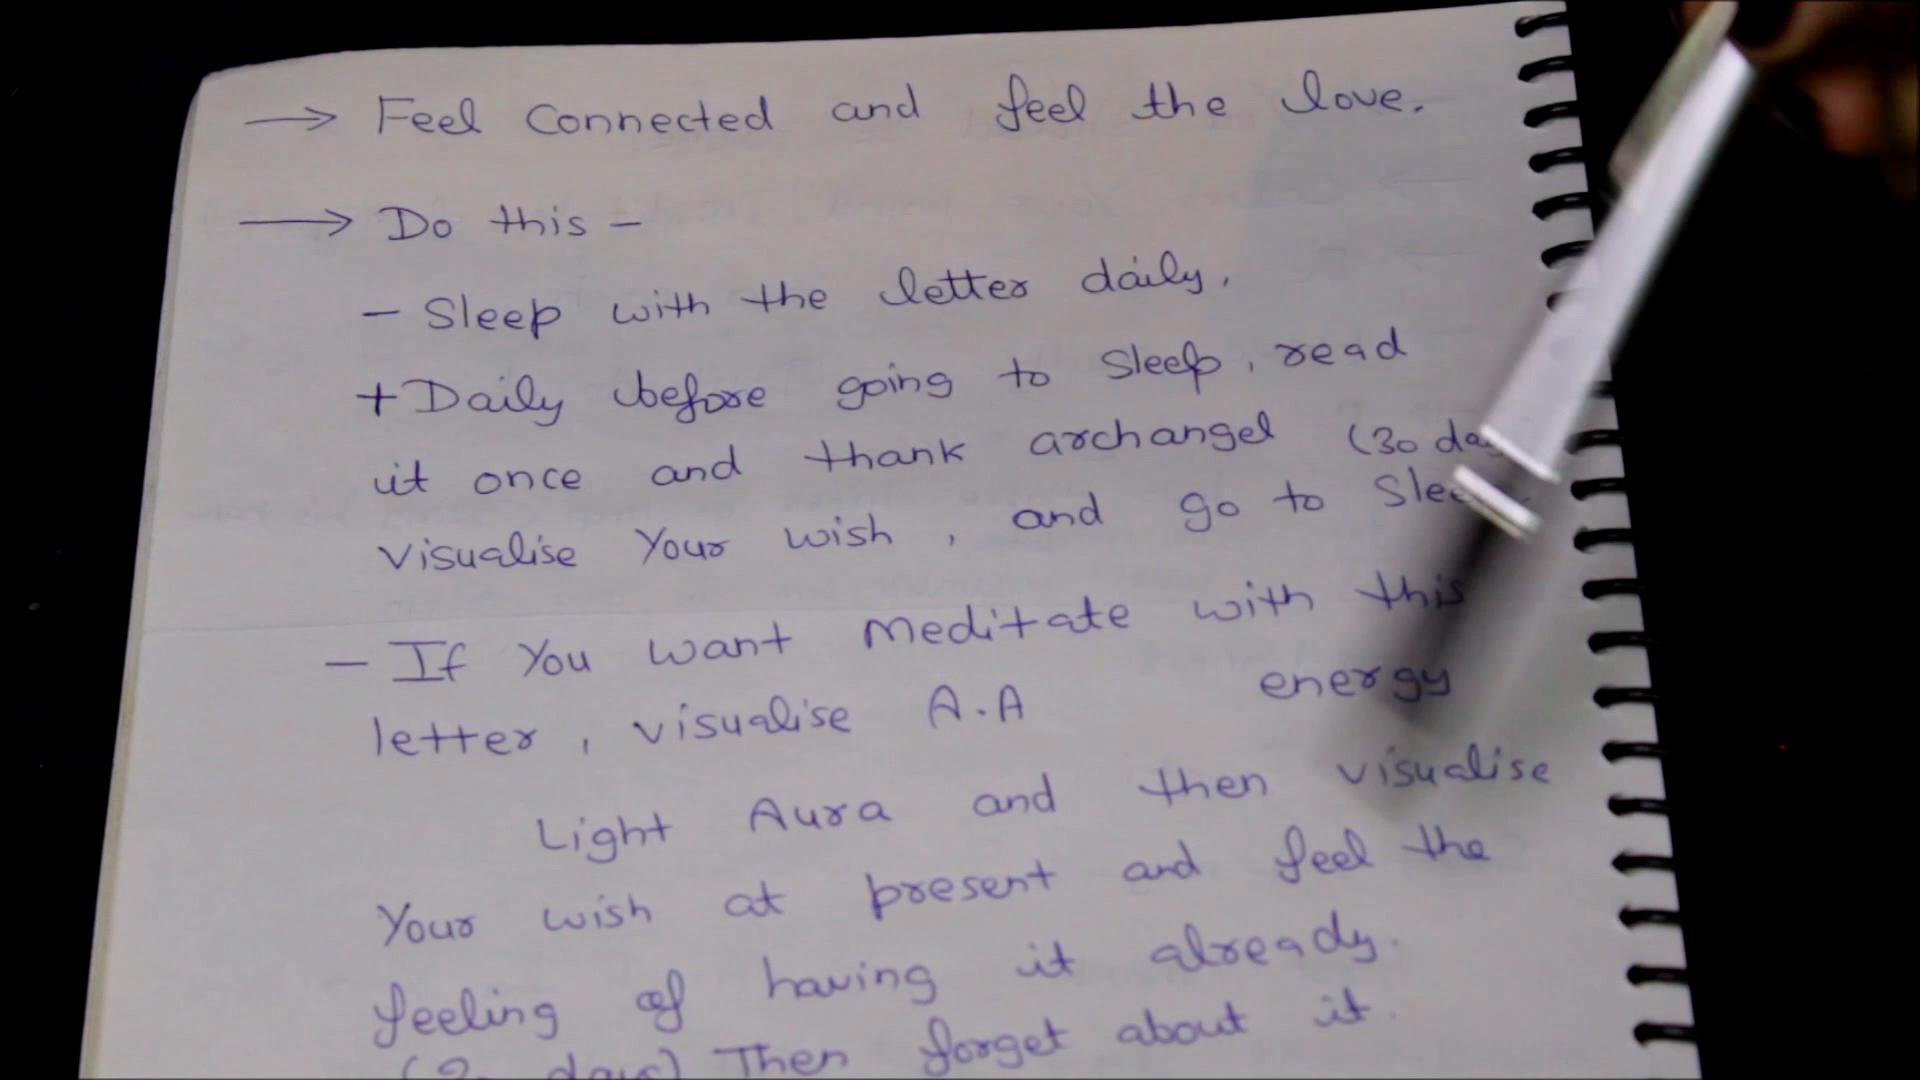 → Feel Connected and feel the love.
→ Do this -
- Sleep with the letter daily,
+ Daily before going to Sleep, read
it once and thank archangel (30
Visualise Your wish, and go to
- If You want Meditate with this
letter, visualise A.A energy
Light Aura and then visualise
Your wish at present and feel the
feeling of having it already.
days) Then forget about it.